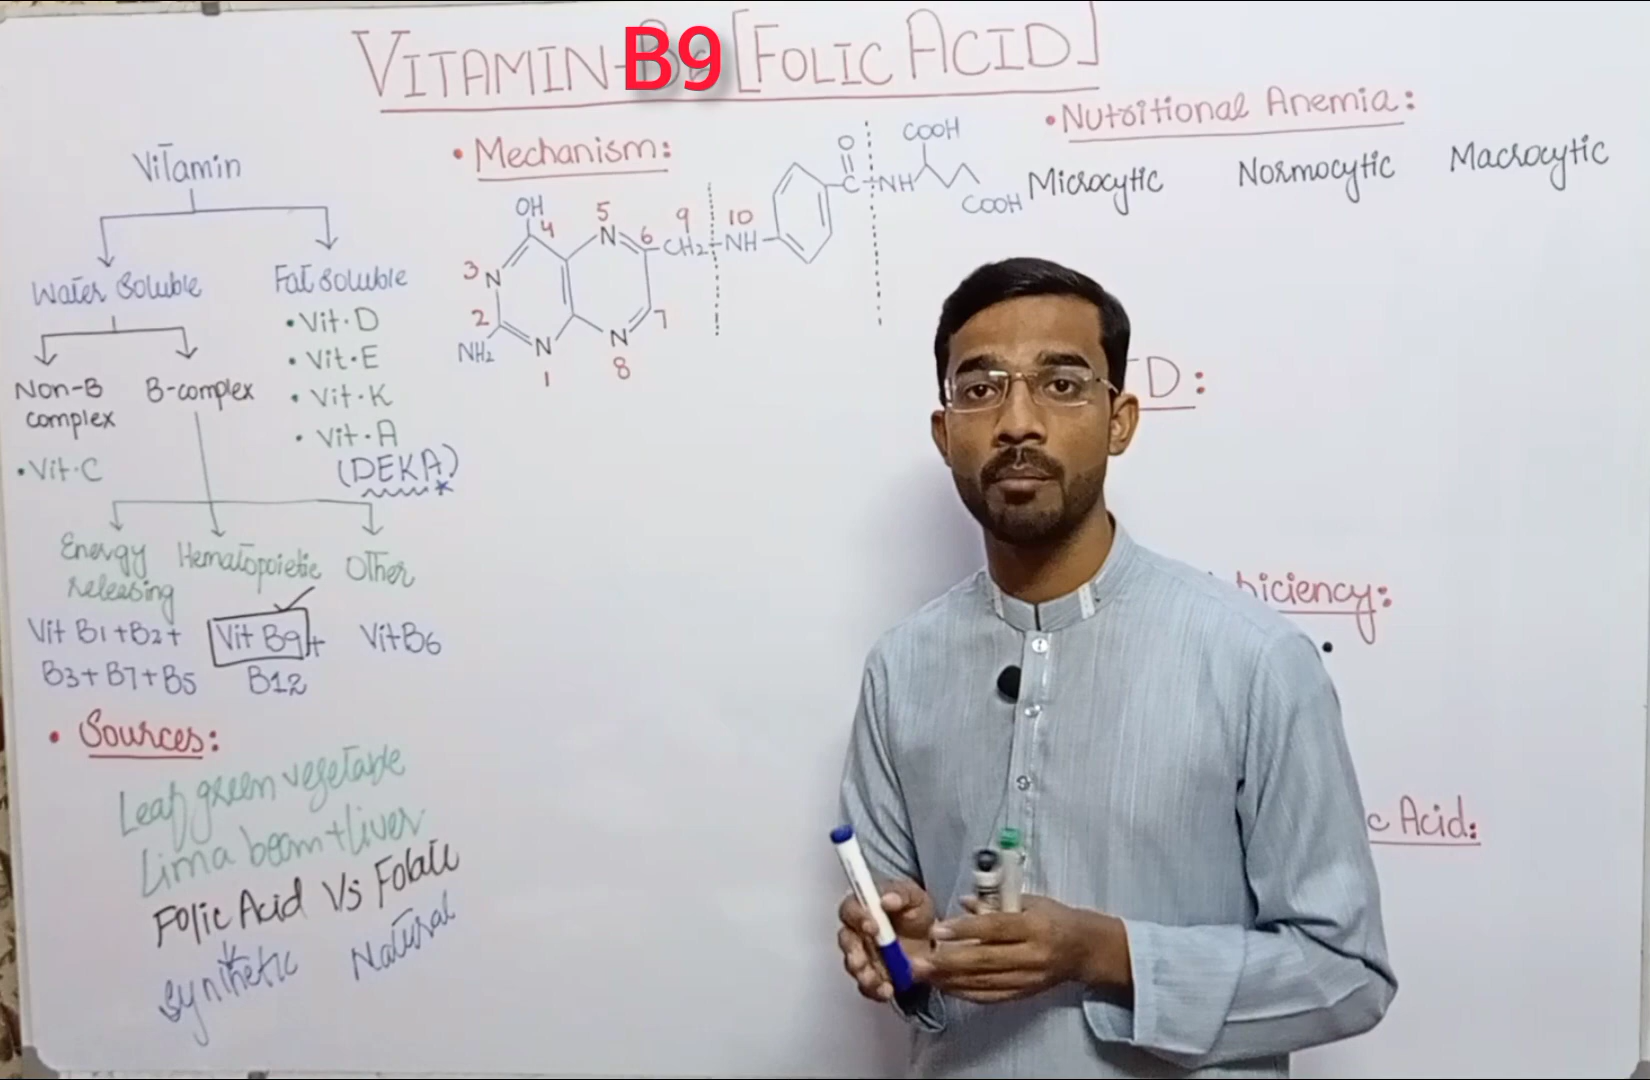 VITAMIN-B9 [FOLIC ACID]
Vitamin
Water Soluble
Fat Soluble
• Vit. D
• Vit. E
• Vit. K
• Vit. A
(DEKA)
*
Non-B
complex
B-complex
• Vit. C
Energy
releasing
Hematopoietic
Other
Vit B1+B2+
B3+B7+B5
Vit B9+
B12
Vit B6
• Sources:
Leaf green vegetable
Lima beam+liver
Folic Acid Vs Folate
Synthetic Natural
• Mechanism:
OH
4
5
N
6
9
CH2
10
NH
O
C
NH
COOH
COOH
3
N
2
NH2
N
1
N
8
7
• Nutritional Anemia:
Microcytic Normocytic Macrocytic
D:
ficiency:
•
c Acid: